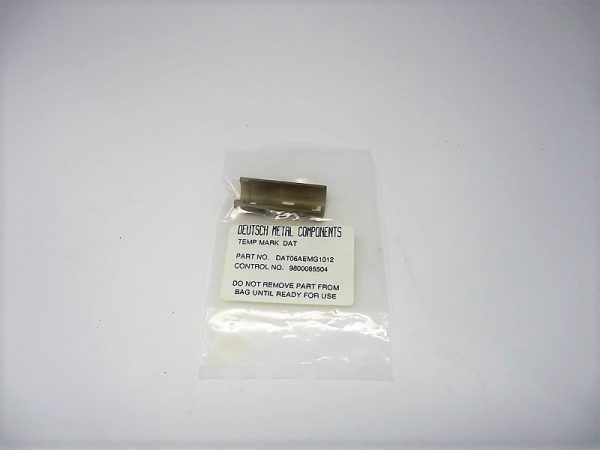 DEUTSCH METAL COMPONENTS
TEMP MARK DAT
PART NO. DAT06AEMG1012
CONTROL NO. 9800085504
DO NOT REMOVE PART FROM
BAG UNTIL READY FOR USE